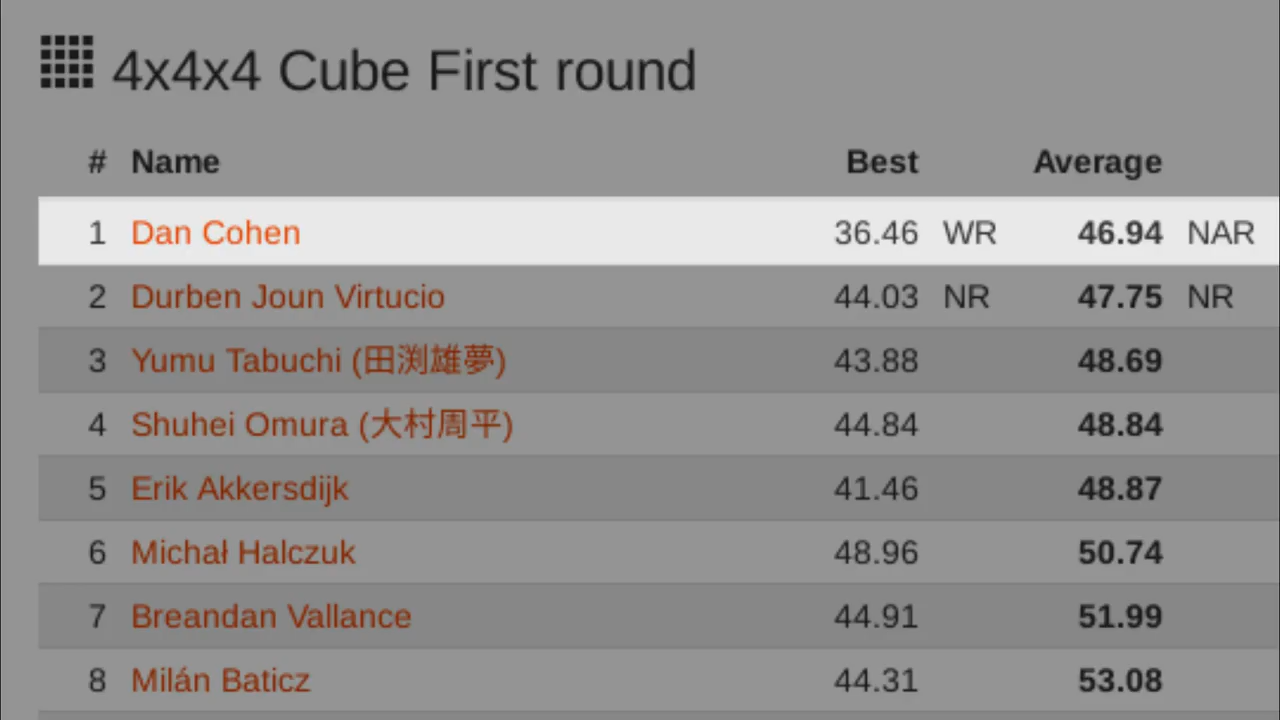 4x4x4 Cube First round
# Name Best Average
1 Dan Cohen 36.46 WR 46.94 NAR
2 Durben Joun Virtucio 44.03 NR 47.75 NR
3 Yumu Tabuchi (田渕雄夢) 43.88 48.69
4 Shuhei Omura (大村周平) 44.84 48.84
5 Erik Akkersdijk 41.46 48.87
6 Michał Halczuk 48.96 50.74
7 Breandan Vallance 44.91 51.99
8 Milán Baticz 44.31 53.08